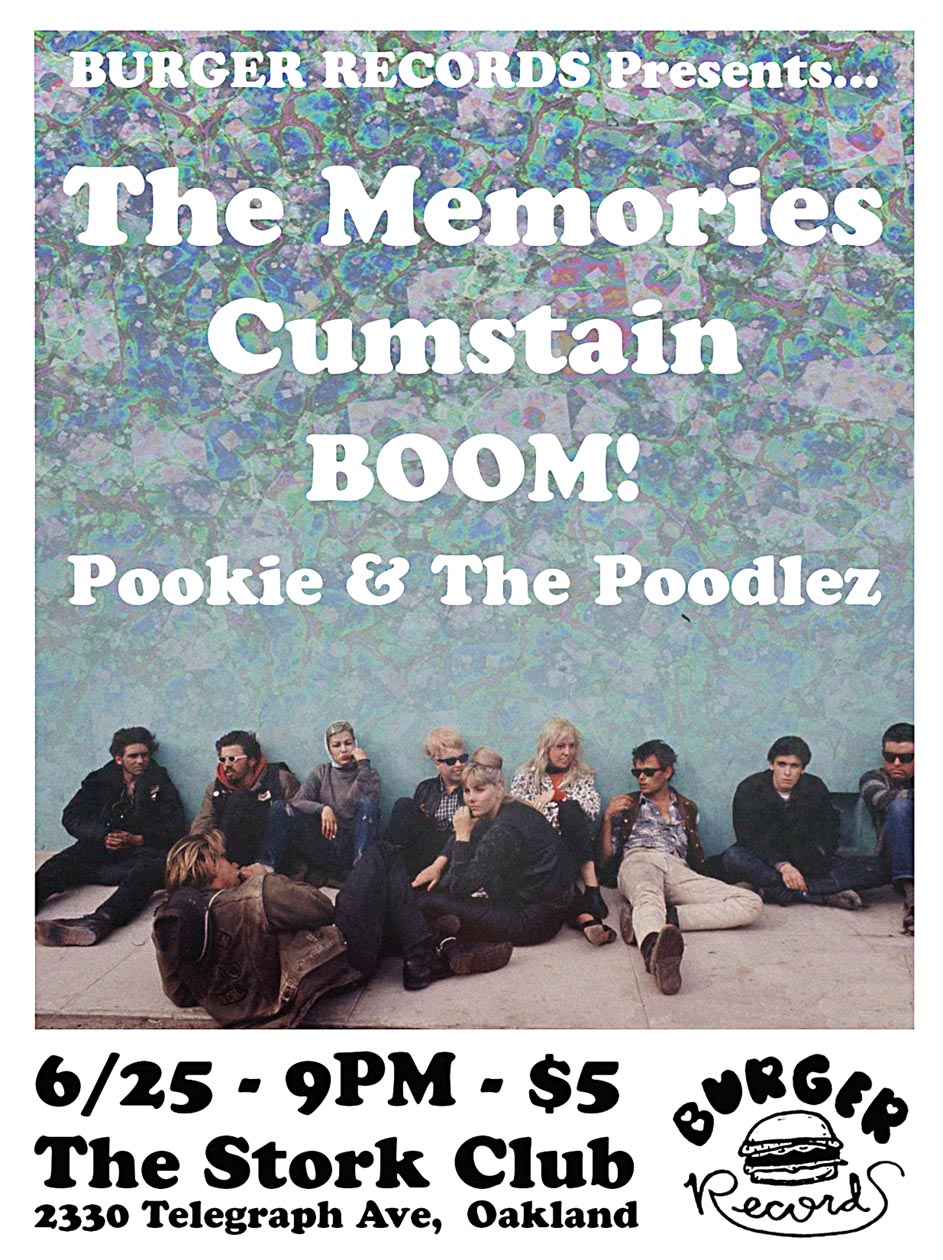 BURGER RECORDS Presents...
The Memories
Cumstain
BOOM!
Pookie & The Poodlez
6/25 - 9PM - $5
The Stork Club
2330 Telegraph Ave, Oakland
BURGER
Records